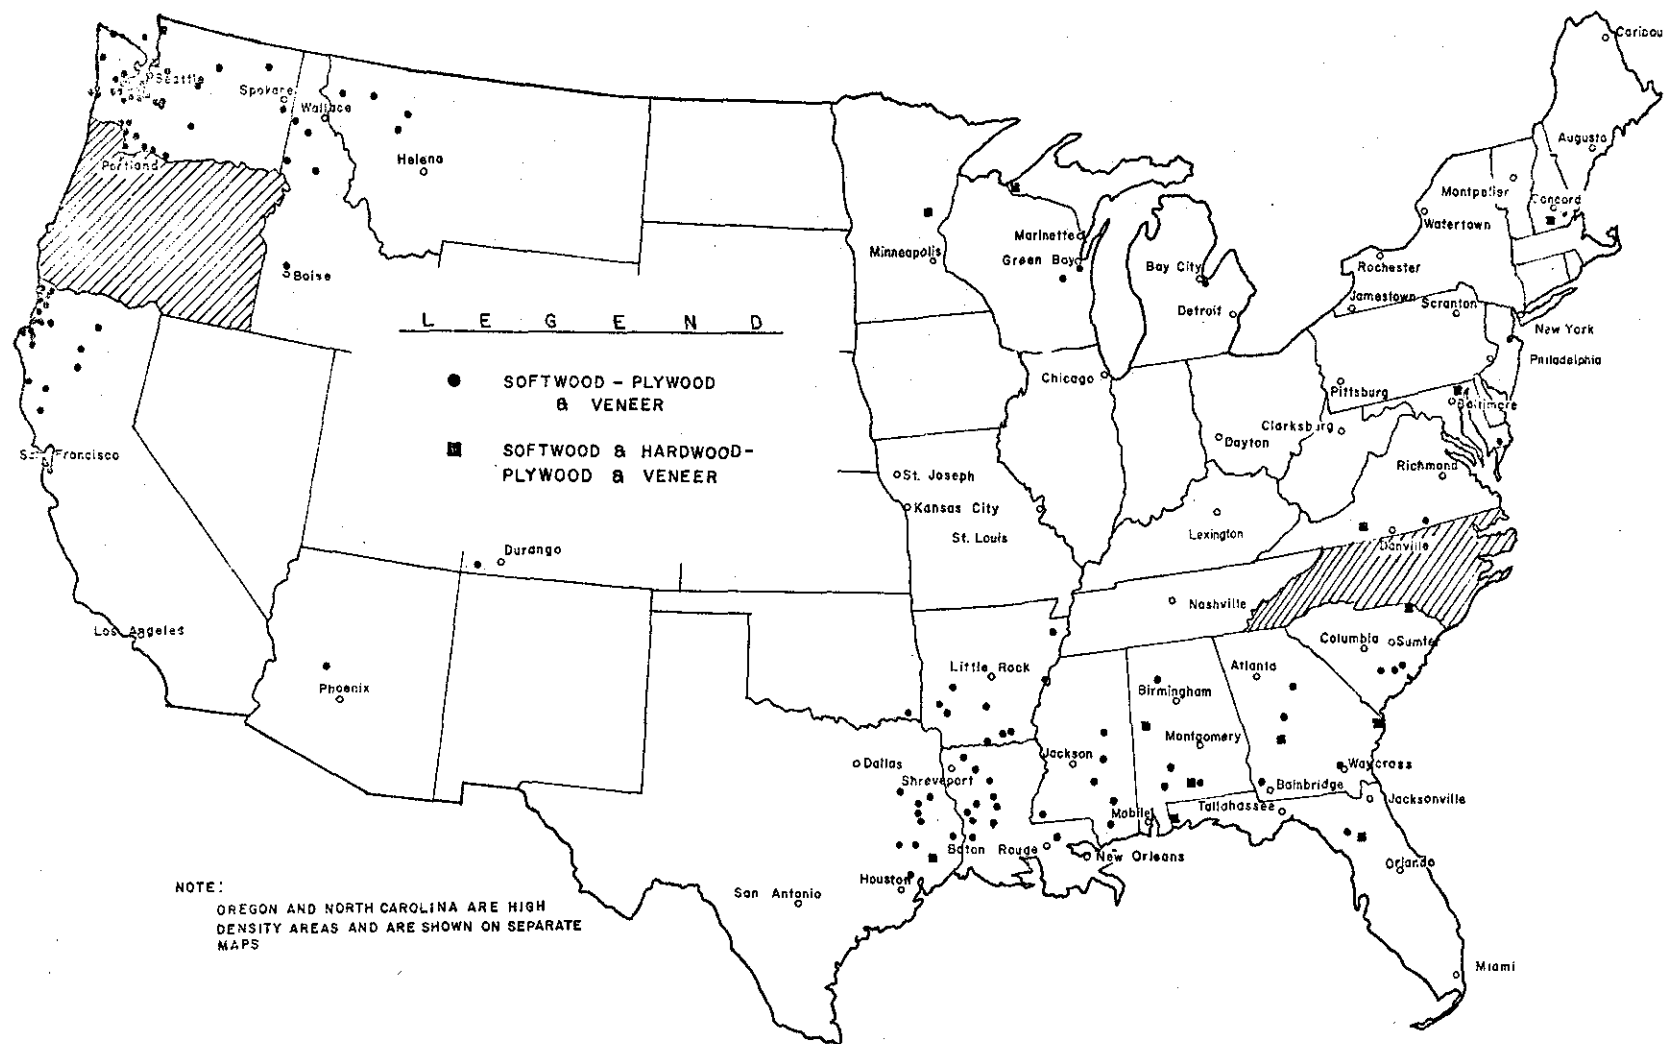 Caribou
Seattle
Spokane
Wallace
Augusta
Portland
Helena
Montpelier
Concord
Watertown
Marinette
Minneapolis
Green Bay
Bay City
Rochester
Boise
Jamestown
Scranton
Detroit
LEGEND
New York
Philadelphia
Chicago
SOFTWOOD - PLYWOOD
& VENEER
Pittsburg
Baltimore
Clarksburg
Dayton
SOFTWOOD & HARDWOOD-
PLYWOOD & VENEER
San Francisco
Richmond
St. Joseph
Kansas City
St. Louis
Lexington
Danville
Durango
Nashville
Los Angeles
Columbia
Sumter
Little Rock
Atlanta
Phoenix
Birmingham
Montgomery
Jackson
Dallas
Waycross
Shreveport
Bainbridge
Jacksonville
Tallahassee
Mobile
Baton Rouge
New Orleans
Orlando
Houston
San Antonio
NOTE:
OREGON AND NORTH CAROLINA ARE HIGH
DENSITY AREAS AND ARE SHOWN ON SEPARATE
MAPS
Miami